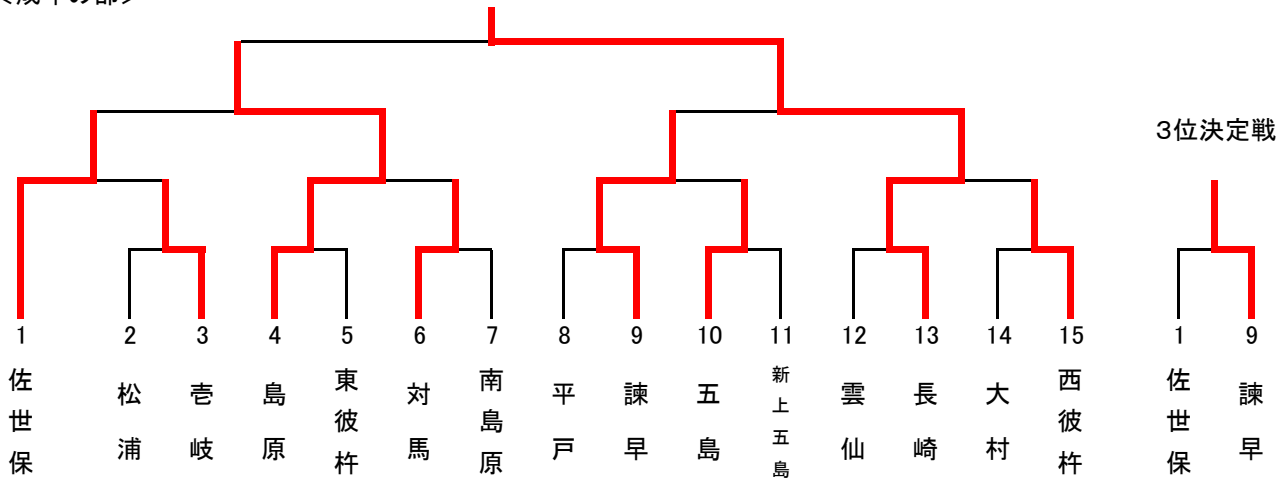 3位決定戦
1 2 3 4 5 6 7 8 9 10 11 12 13 14 15 1 9
佐世保
松浦
壱岐
島原
東彼杵
対馬
南島原
平戸
諫早
五島
新上五島
雲仙
長崎
大村
西彼杵
佐世保
諫早